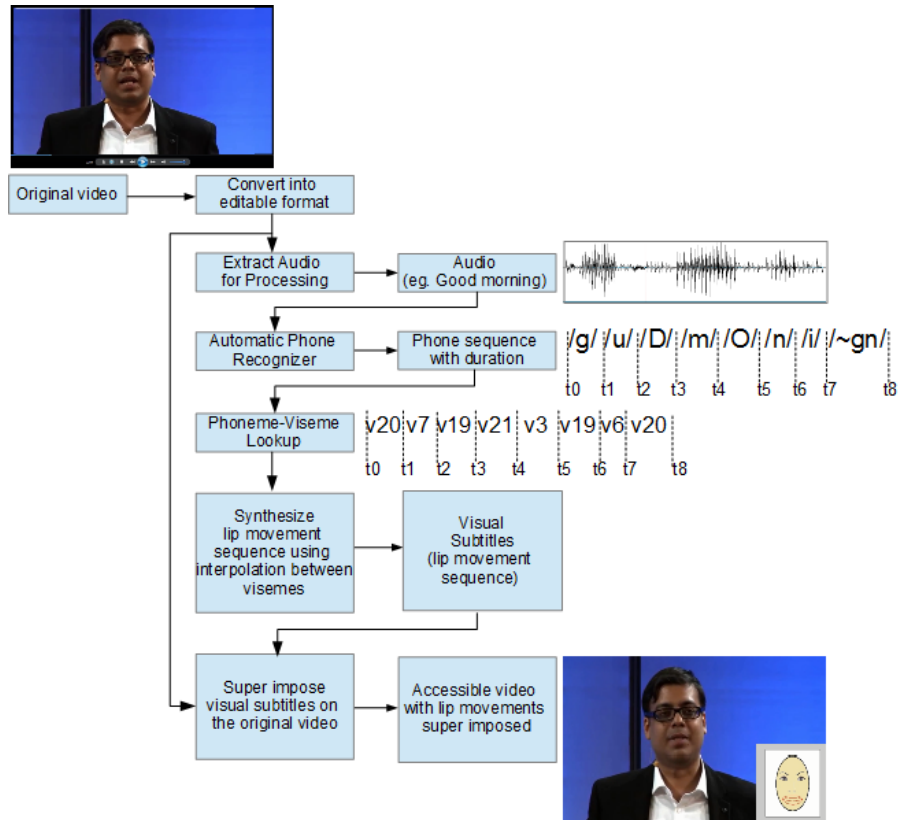 Original video
Convert into
editable format
Extract Audio
for Processing
Audio
(eg. Good morning)
Automatic Phone
Recognizer
Phone sequence
with duration
/g/ /u/ /D/ /m/ /O/ /n/ /i/ /~gn/
t0 t1 t2 t3 t4 t5 t6 t7 t8
Phoneme-Viseme
Lookup
v20 v7 v19 v21 v3 v19 v6 v20
t0 t1 t2 t3 t4 t5 t6 t7 t8
Synthesize
lip movement
sequence using
interpolation between
visemes
Visual
Subtitles
(lip movement
sequence)
Super impose
visual subtitles on
the original video
Accessible video
with lip movements
super imposed